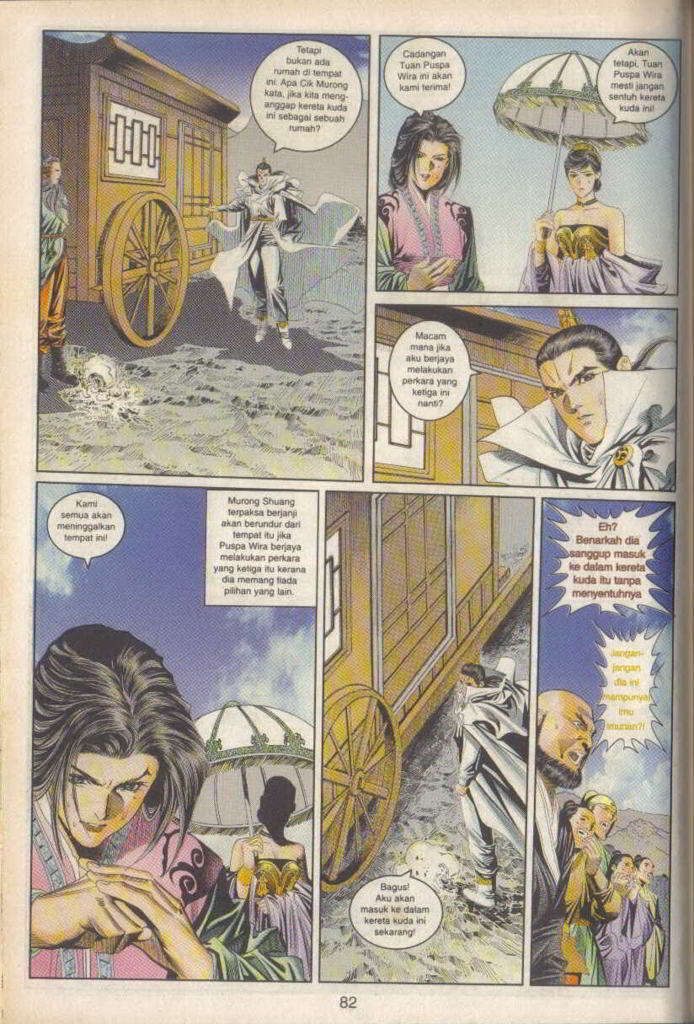 Tetapi
bukan ada
rumah di tempat
ini. Apa Cik Murong
kata, jika kita meng-
anggap kereta kuda
ini sebagai sebuah
rumah?
Cadangan
Tuan Puspa
Wira ini akan
kami terima!
Akan
tetapi, Tuan
Puspa Wira
mesti jangan
sentuh kereta
kuda ini!
Macam
mana jika
aku berjaya
melakukan
perkara yang
ketiga ini
nanti?
Kami
semua akan
meninggalkan
tempat ini!
Murong Shuang
terpaksa berjanji
akan berundur dari
tempat itu jika
Puspa Wira berjaya
melakukan perkara
yang ketiga itu kerana
dia memang tiada
pilihan yang lain.
Bagus!
Aku akan
masuk ke dalam
kereta kuda ini
sekarang!
Eh?
Benarkah dia
sanggup masuk
ke dalam kereta
kuda itu tanpa
menyentuhnya
Jangan-
jangan
dia ini
mempunyai
ilmu
imunan?!
82